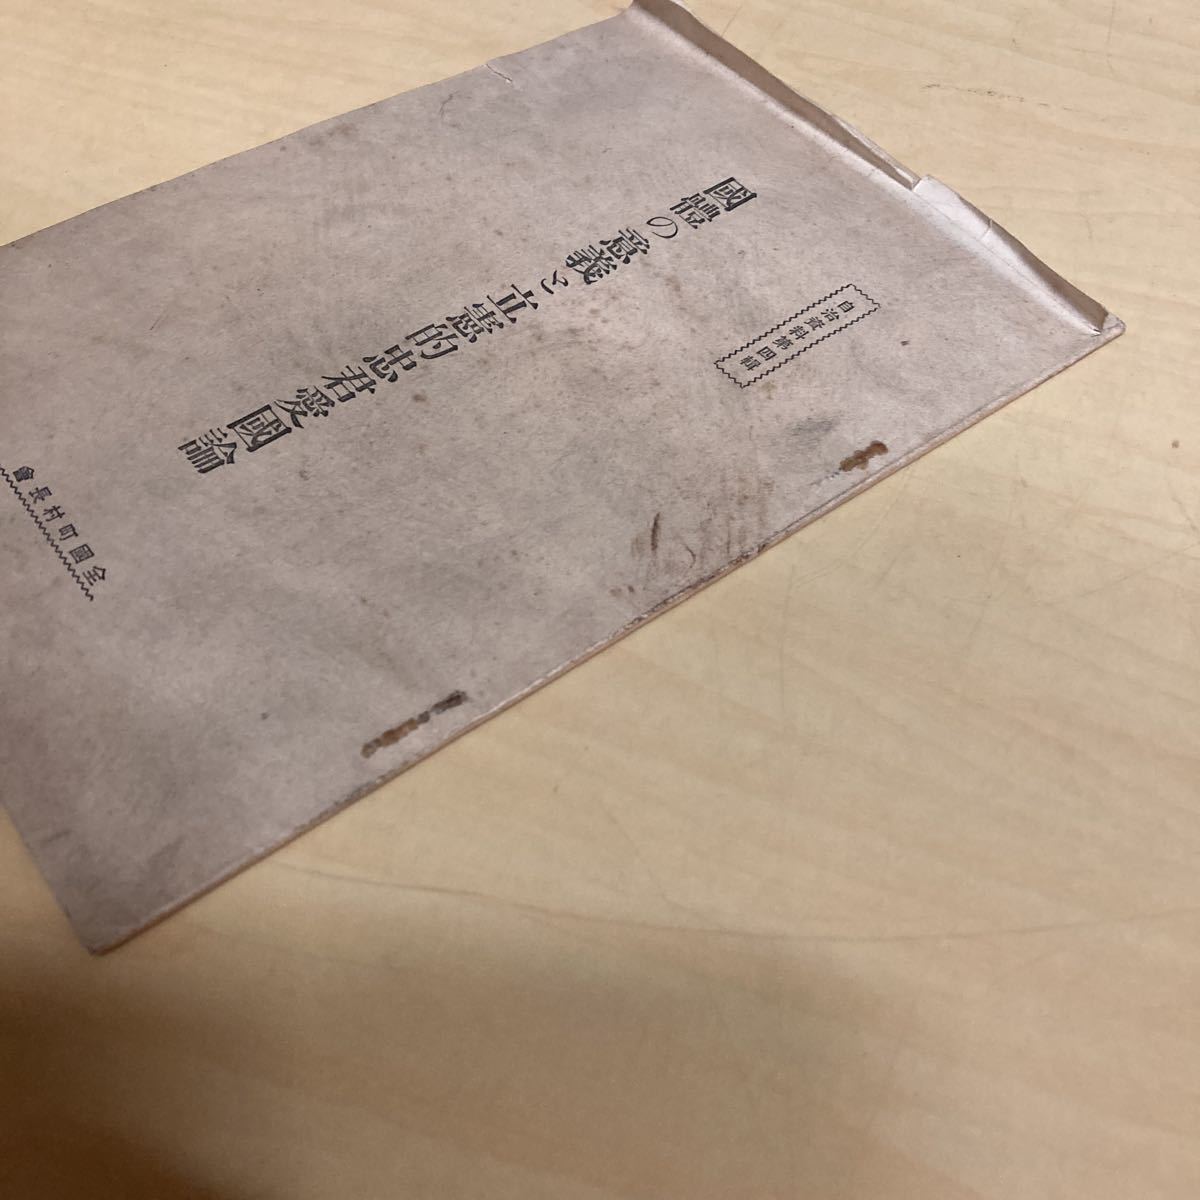 自治資料第四輯
國體の意義と立憲的忠君愛國論
全國町村長會